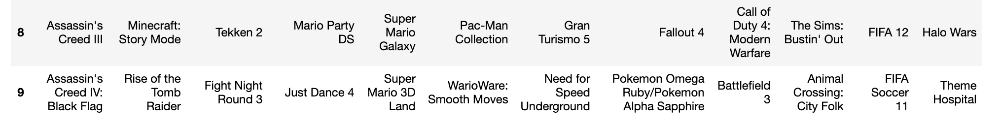 8 Assassin's Creed III Minecraft: Story Mode Tekken 2 Mario Party DS Super Mario Galaxy Pac-Man Collection Gran Turismo 5 Fallout 4 Call of Duty 4: Modern Warfare The Sims: Bustin' Out FIFA 12 Halo Wars
9 Assassin's Creed IV: Black Flag Rise of the Tomb Raider Fight Night Round 3 Just Dance 4 Super Mario 3D Land WarioWare: Smooth Moves Need for Speed Underground Pokemon Omega Ruby/Pokemon Alpha Sapphire Battlefield 3 Animal Crossing: City Folk FIFA Soccer 11 Theme Hospital